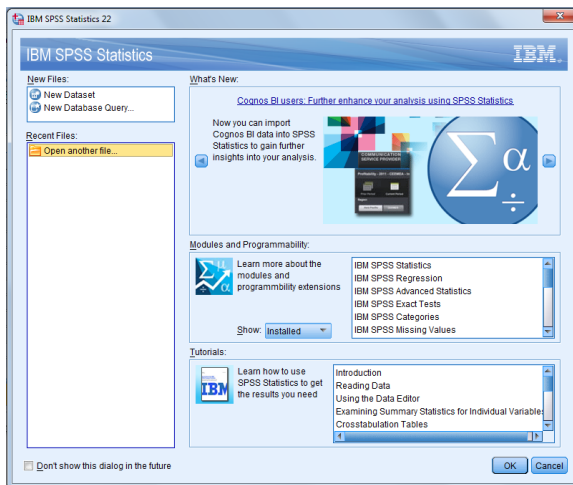 IBM SPSS Statistics 22
IBM SPSS Statistics
IBM
New Files:
New Dataset
New Database Query...
Recent Files:
Open another file...
What's New:
Cognos BI users: Further enhance your analysis using SPSS Statistics
Now you can import
Cognos BI data into SPSS
Statistics to gain further
insights into your analysis.
COMMUNICATION
SERVICE PROVIDER
Σ α
÷
Modules and Programmability:
Learn more about the
modules and
programmbility extensions
Show: Installed
IBM SPSS Statistics
IBM SPSS Regression
IBM SPSS Advanced Statistics
IBM SPSS Exact Tests
IBM SPSS Categories
IBM SPSS Missing Values
Tutorials:
IBM
Learn how to use
SPSS Statistics to get
the results you need
Introduction
Reading Data
Using the Data Editor
Examining Summary Statistics for Individual Variables
Crosstabulation Tables
Don't show this dialog in the future
OK
Cancel